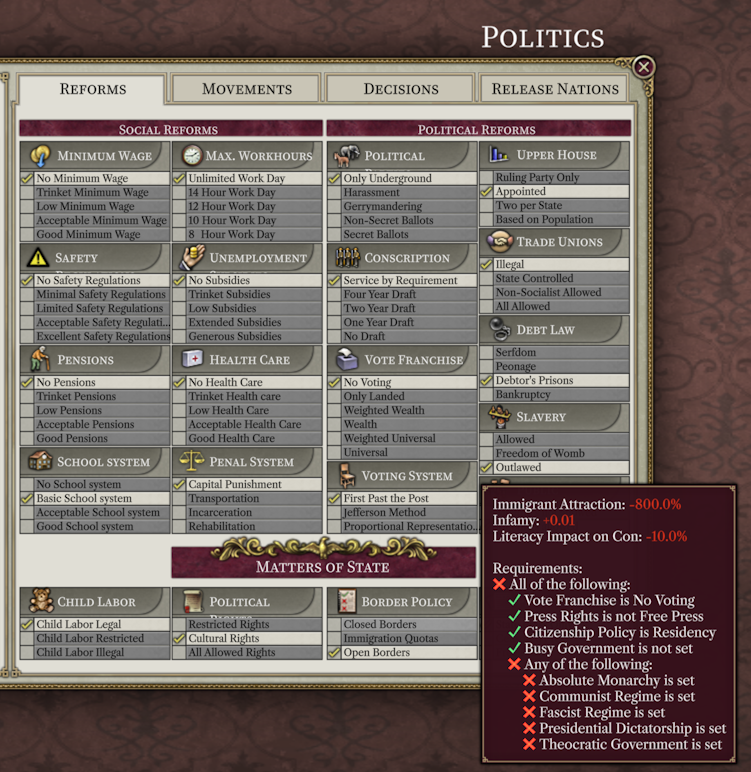 POLITICS
REFORMS
MOVEMENTS
DECISIONS
RELEASE NATIONS
SOCIAL REFORMS
POLITICAL REFORMS
MINIMUM WAGE
No Minimum Wage
Trinket Minimum Wage
Low Minimum Wage
Acceptable Minimum Wage
Good Minimum Wage
MAX. WORKHOURS
Unlimited Work Day
14 Hour Work Day
12 Hour Work Day
10 Hour Work Day
8 Hour Work Day
POLITICAL
Only Underground
Harassment
Gerrymandering
Non-Secret Ballots
Secret Ballots
UPPER HOUSE
Ruling Party Only
Appointed
Two per State
Based on Population
SAFETY
No Safety Regulations
Minimal Safety Regulations
Limited Safety Regulations
Acceptable Safety Regulati...
Excellent Safety Regulations
UNEMPLOYMENT
No Subsidies
Trinket Subsidies
Low Subsidies
Extended Subsidies
Generous Subsidies
CONSCRIPTION
Service by Requirement
Four Year Draft
Two Year Draft
One Year Draft
No Draft
TRADE UNIONS
Illegal
State Controlled
Non-Socialist Allowed
All Allowed
PENSIONS
No Pensions
Trinket Pensions
Low Pensions
Acceptable Pensions
Good Pensions
HEALTH CARE
No Health Care
Trinket Health care
Low Health Care
Acceptable Health Care
Good Health Care
VOTE FRANCHISE
No Voting
Only Landed
Weighted Wealth
Wealth
Weighted Universal
Universal
DEBT LAW
Serfdom
Peonage
Debtor's Prisons
Bankruptcy
SLAVERY
Allowed
Freedom of Womb
Outlawed
SCHOOL SYSTEM
No School system
Basic School system
Acceptable School system
Good School system
PENAL SYSTEM
Capital Punishment
Transportation
Incarceration
Rehabilitation
VOTING SYSTEM
First Past the Post
Jefferson Method
Proportional Representatio...
MATTERS OF STATE
CHILD LABOR
Child Labor Legal
Child Labor Restricted
Child Labor Illegal
POLITICAL
Restricted Rights
Cultural Rights
All Allowed Rights
BORDER POLICY
Closed Borders
Immigration Quotas
Open Borders
Immigrant Attraction: -800.0%
Infamy: +0.01
Literacy Impact on Con: -10.0%
Requirements:
All of the following:
Vote Franchise is No Voting
Press Rights is not Free Press
Citizenship Policy is Residency
Busy Government is not set
Any of the following:
Absolute Monarchy is set
Communist Regime is set
Fascist Regime is set
Presidential Dictatorship is set
Theocratic Government is set